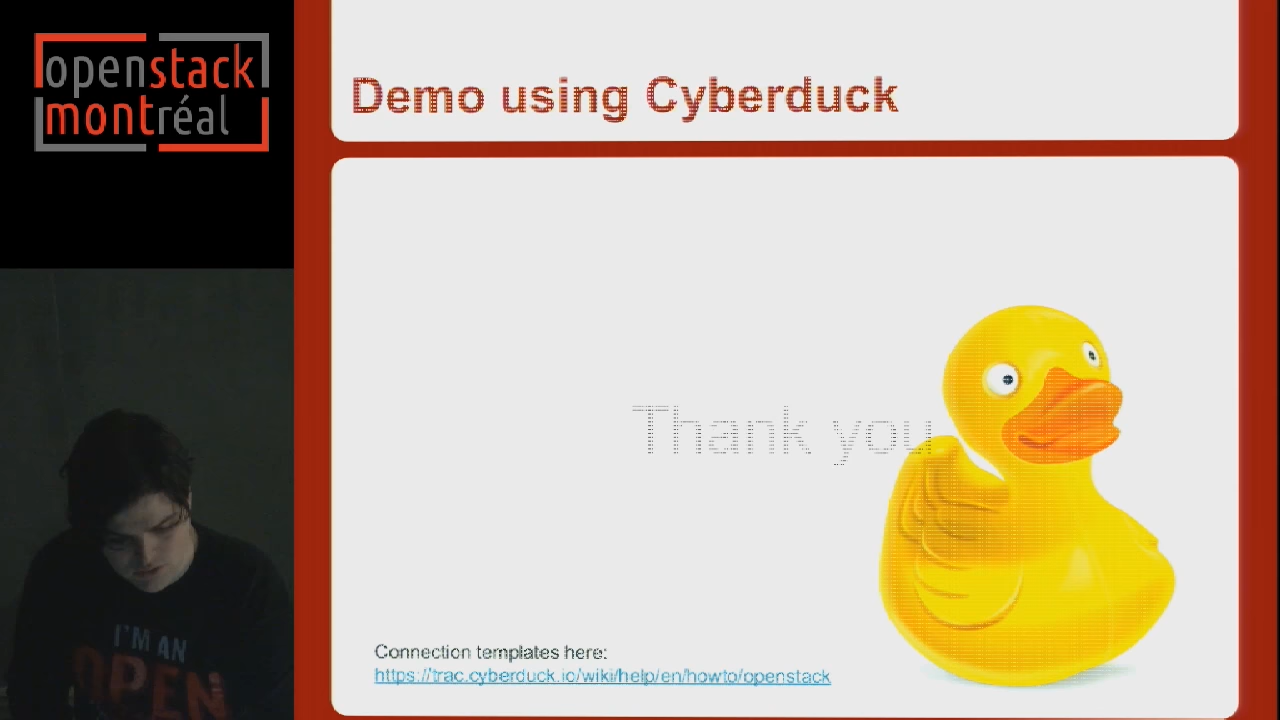 openstack
montréal
Demo using Cyberduck
Thank you
Connection templates here:
https://trac.cyberduck.io/wiki/help/en/howto/openstack
I'M AN
OPEN